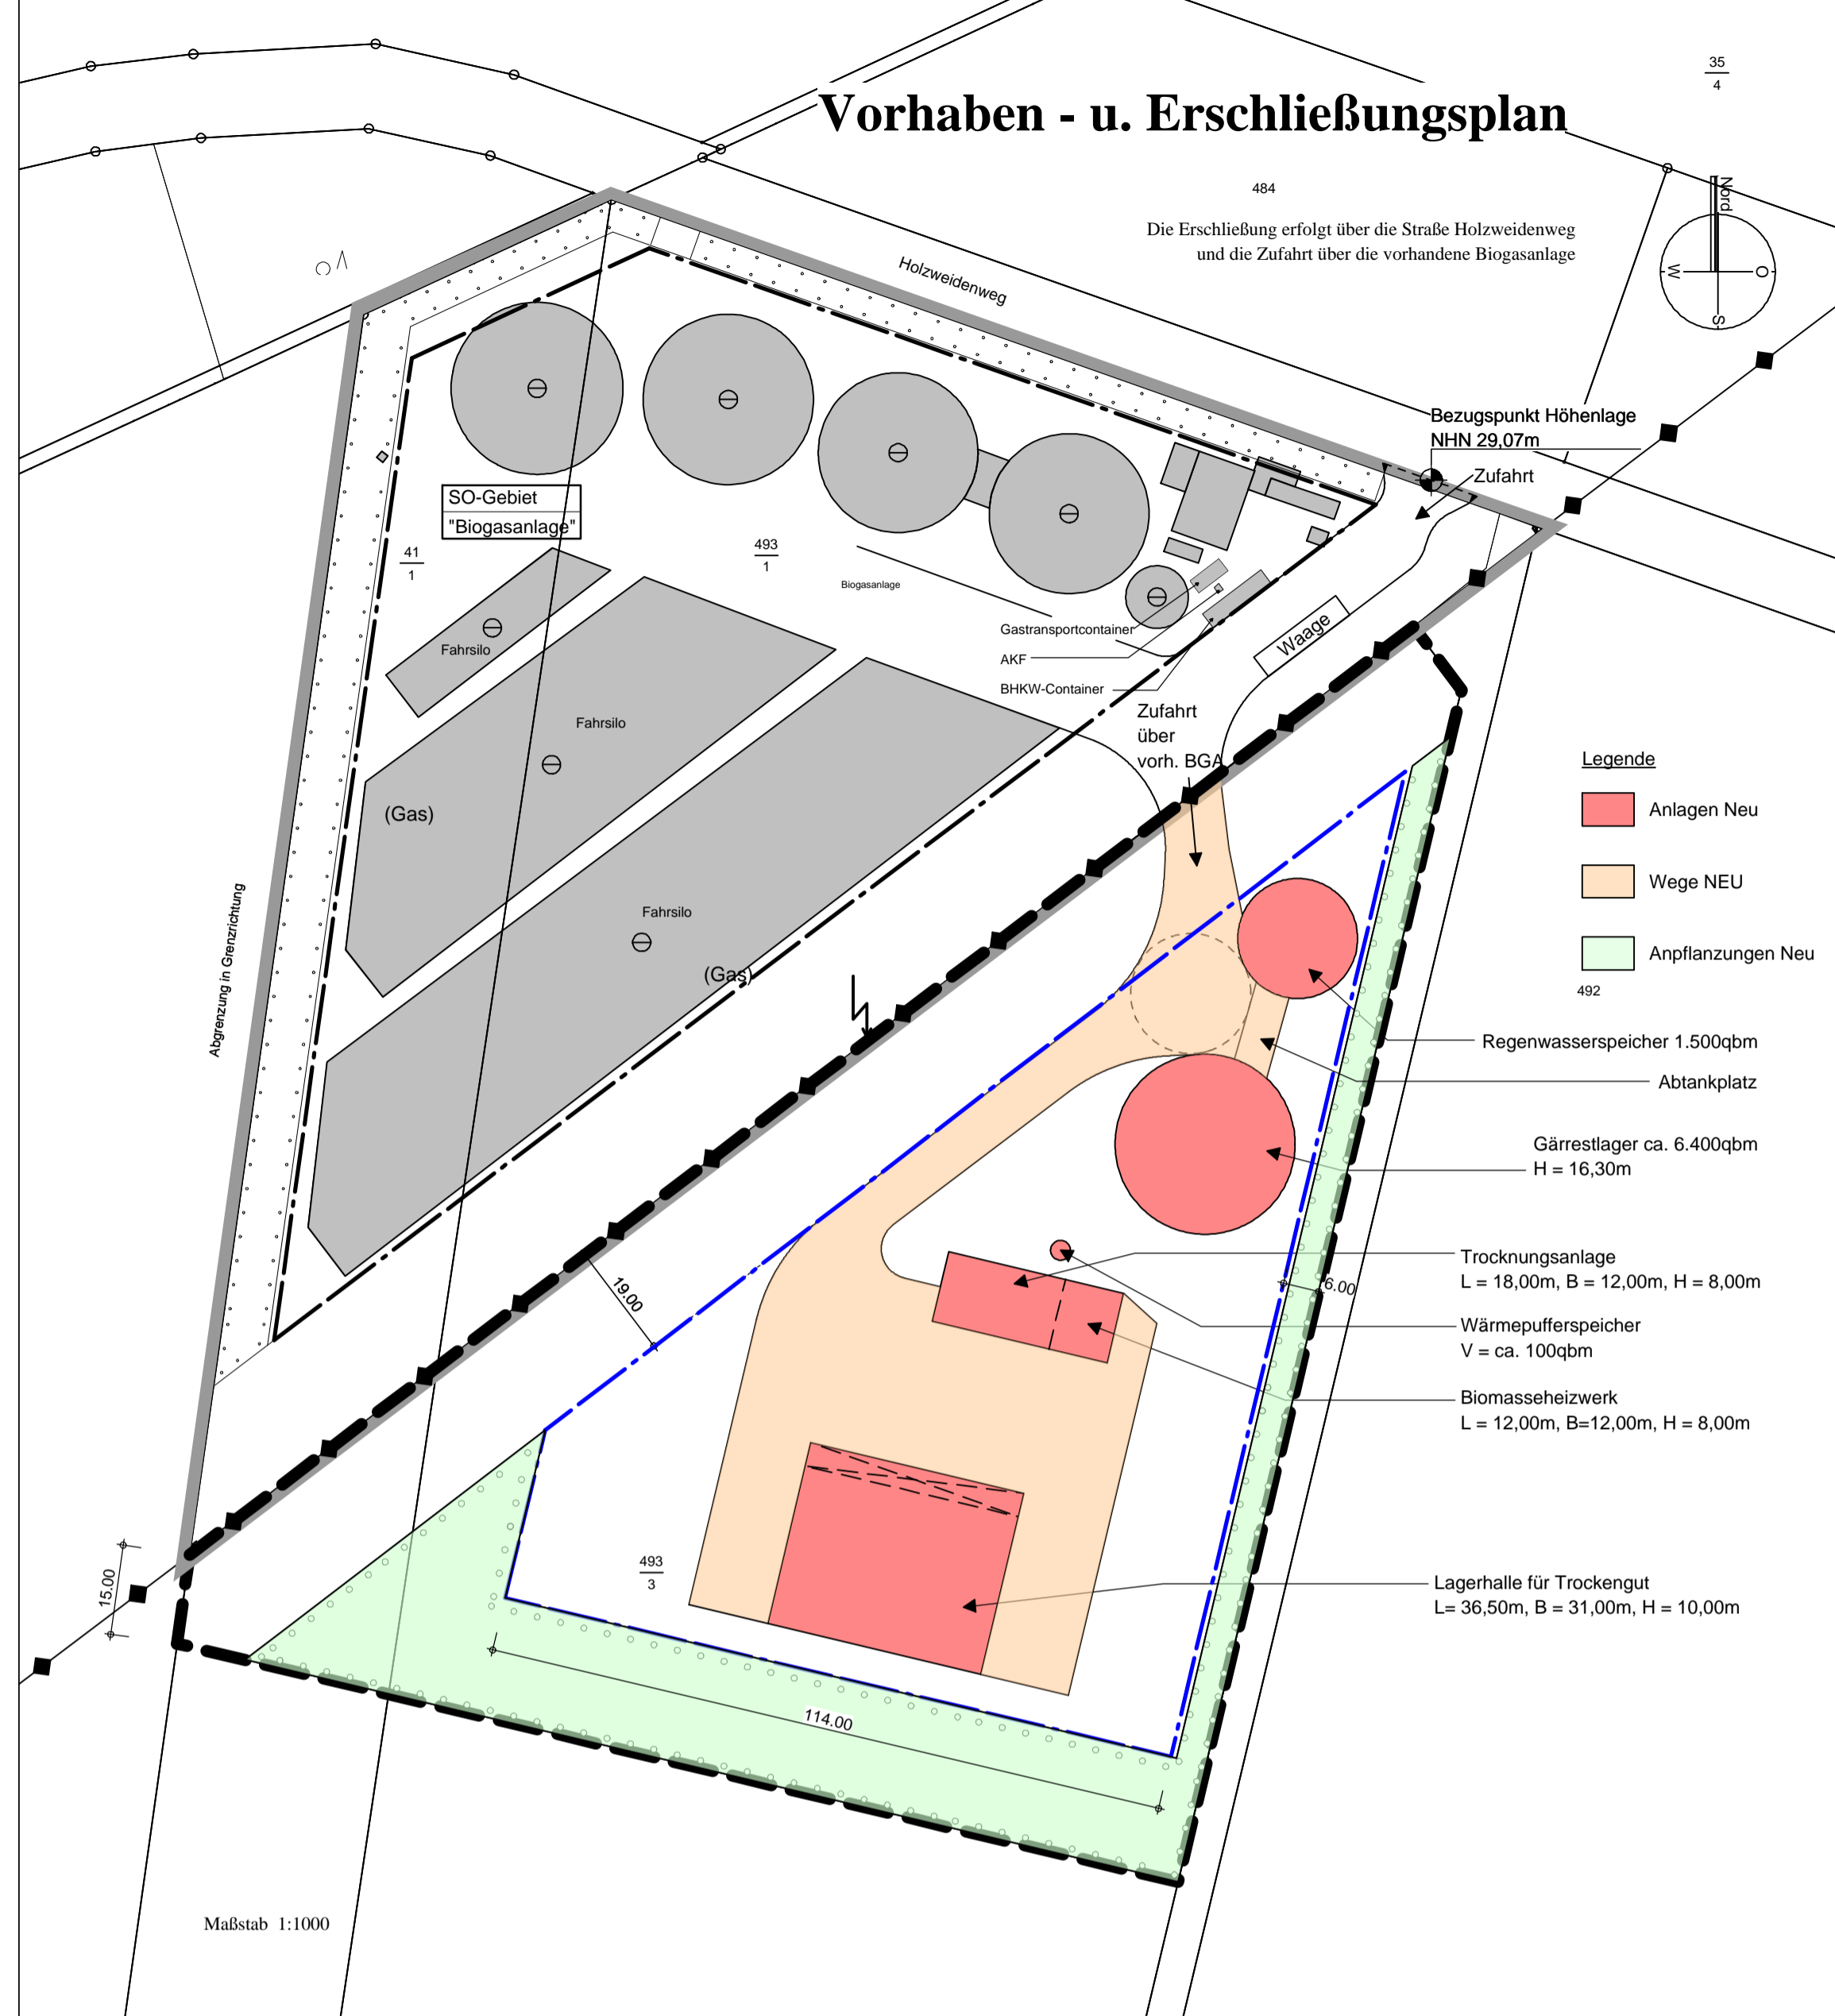 35
4
Vorhaben - u. Erschließungsplan
484
Nord
W
O
S
Die Erschließung erfolgt über die Straße Holzweidenweg
und die Zufahrt über die vorhandene Biogasanlage
Holzweidenweg
Bezugspunkt Höhenlage
NHN 29,07m
Zufahrt
SO-Gebiet
"Biogasanlage"
41
1
493
1
Biogasanlage
Gastransportcontainer
AKF
BHKW-Container
Waage
Fahrsilo
Fahrsilo
Zufahrt
über
vorh. BGA
(Gas)
Fahrsilo
(Gas)
Abgrenzung in Grenzrichtung
Legende
Anlagen Neu
Wege NEU
Anpflanzungen Neu
492
Regenwasserspeicher 1.500qbm
Abtankplatz
Gärrestlager ca. 6.400qbm
H = 16,30m
Trocknungsanlage
L = 18,00m, B = 12,00m, H = 8,00m
6.00
19.00
Wärmepufferspeicher
V = ca. 100qbm
Biomasseheizwerk
L = 12,00m, B=12,00m, H = 8,00m
493
3
15.00
Lagerhalle für Trockengut
L= 36,50m, B = 31,00m, H = 10,00m
114.00
Maßstab 1:1000